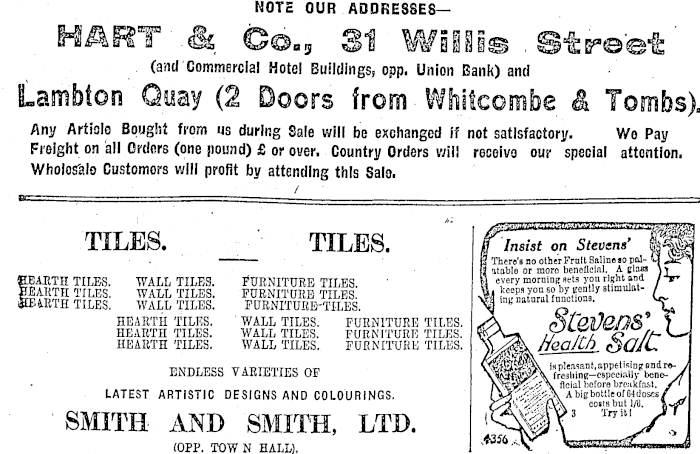 NOTE OUR ADDRESSES—
HART & Co., 31 Willis Street
(and Commercial Hotel Buildings, opp. Union Bank) and
Lambton Quay (2 Doors from Whitcombe & Tombs).
Any Article Bought from us during Sale will be exchanged if not satisfactory. We Pay
Freight on all Orders (one pound) £ or over. Country Orders will receive our special attention.
Wholesale Customers will profit by attending this Sale.
TILES. — TILES.
HEARTH TILES. WALL TILES. FURNITURE TILES.
HEARTH TILES. WALL TILES. FURNITURE TILES.
HEARTH TILES. WALL TILES. FURNITURE TILES.
HEARTH TILES. WALL TILES. FURNITURE TILES.
HEARTH TILES. WALL TILES. FURNITURE TILES.
HEARTH TILES. WALL TILES. FURNITURE TILES.
ENDLESS VARIETIES OF
LATEST ARTISTIC DESIGNS AND COLOURINGS.
SMITH AND SMITH, LTD.
(OPP. TOWN HALL).
Insist on Stevens'
There's no other Fruit Saline so pal-
atable or more beneficial. A glass
every morning sets you right and
keeps you so by gently stimulat-
ing natural functions.
Stevens'
Health Salt
is pleasant, appetising and re-
freshing—especially bene-
ficial before breakfast.
A big bottle of 64 doses
costs but 1/6.
Try it!
3
4356